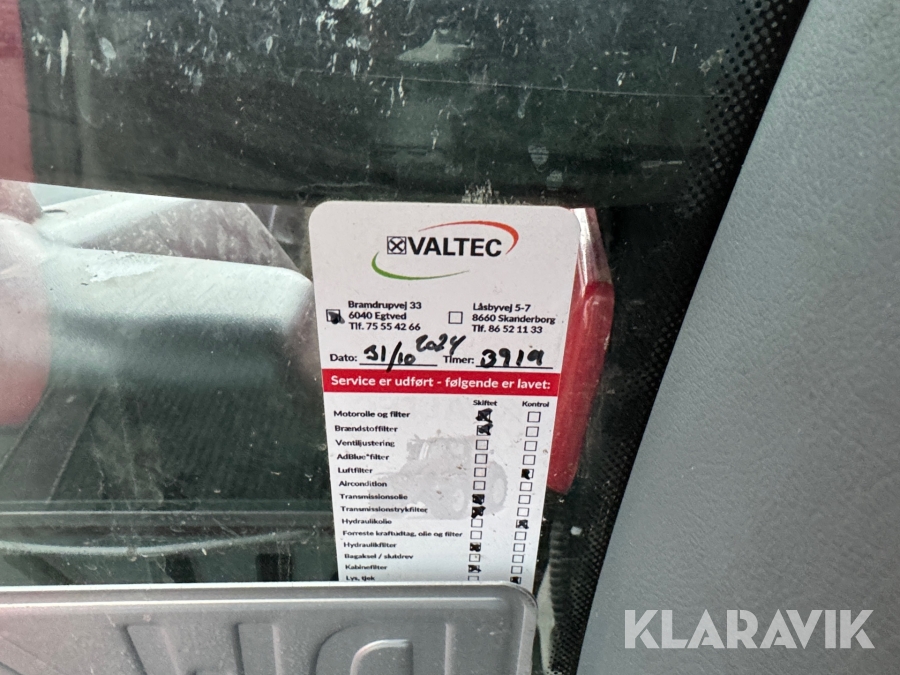 VALTEC
Bramdrupvej 33
6040 Egtved
Tlf. 75 55 42 66
Låsbyvej 5-7
8660 Skanderborg
Tlf. 86 52 11 33
Dato: 31/10 2024 Timer: 3919
Service er udført - følgende er lavet:
Skiftet Kontrol
Motorolie og filter
Brændstoffilter
Ventiljustering
AdBlue®filter
Luftfilter
Aircondition
Transmissionsolie
Transmissionstrykfilter
Hydraulikolie
Forreste kraftudtag, olie og filter
Hydraulikfilter
Bagaksel / slutdrev
Kabinefilter
Lys, tjek
KLARAVIK